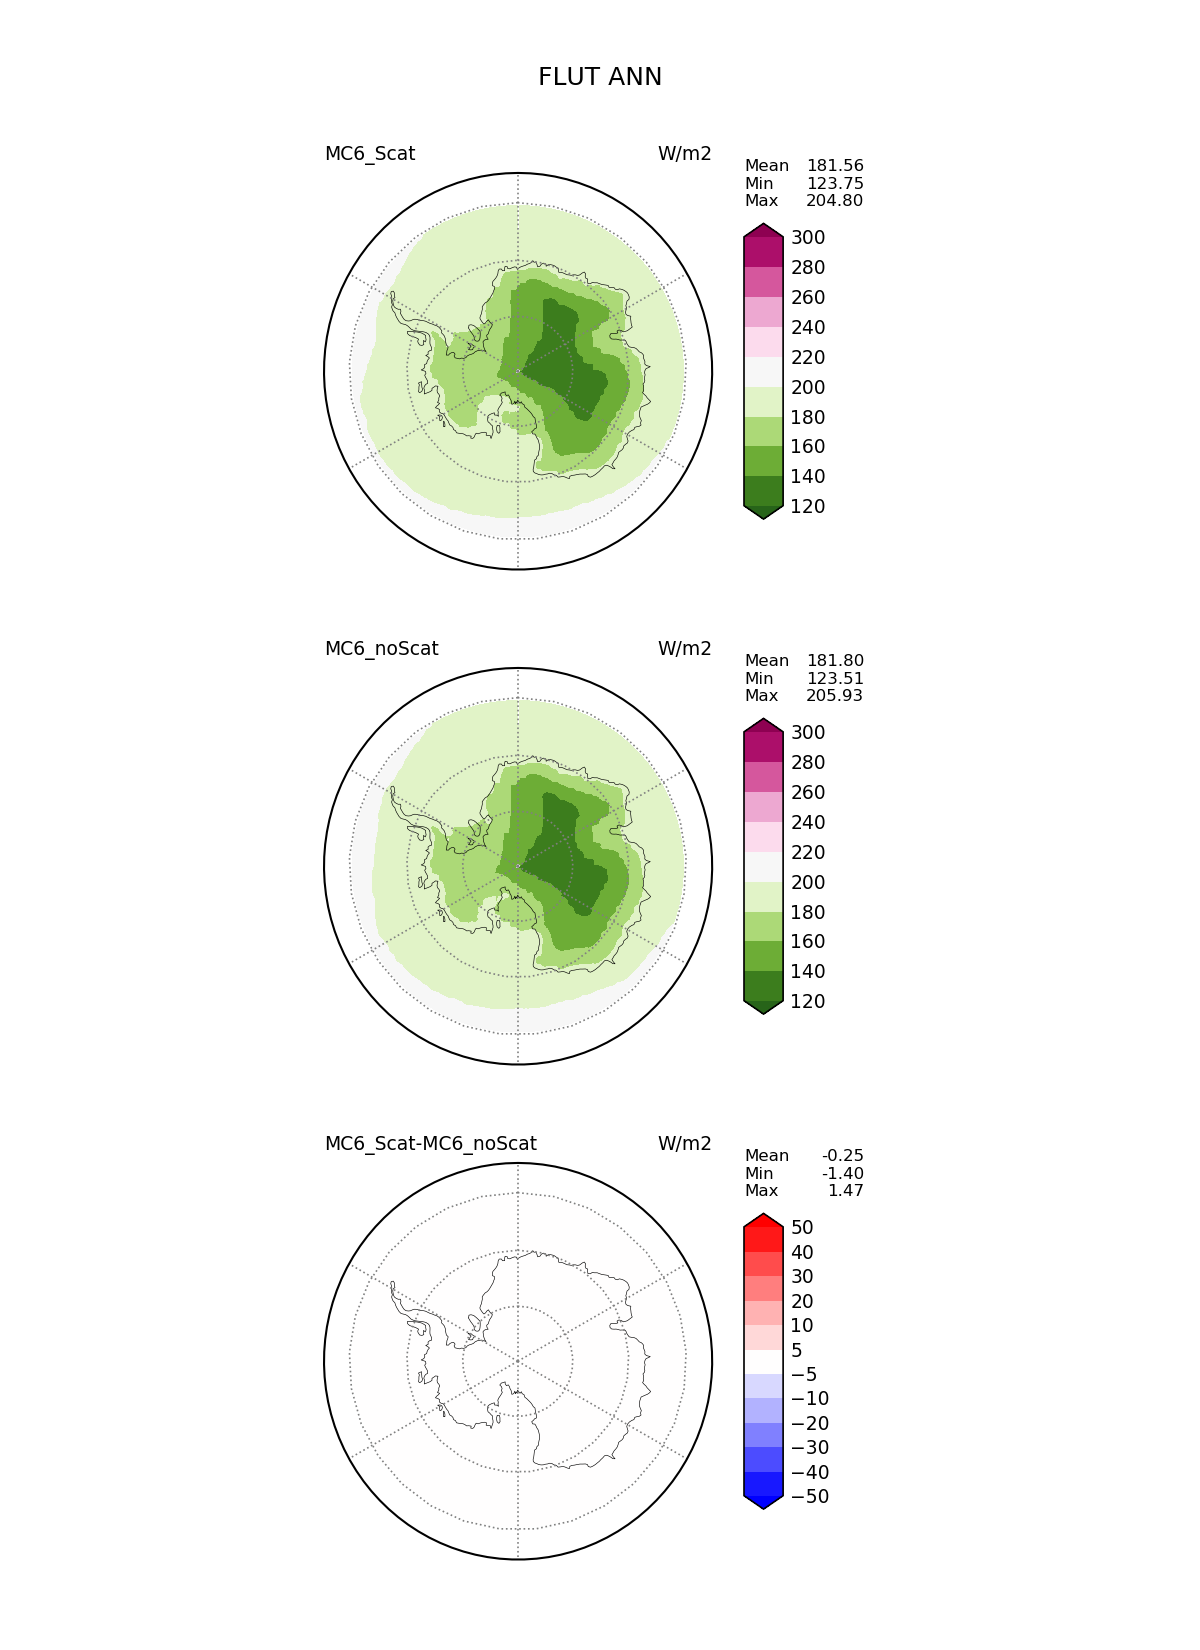 FLUT ANN
MC6_Scat W/m2
Mean 181.56
Min 123.75
Max 204.80
300
280
260
240
220
200
180
160
140
120
MC6_noScat W/m2
Mean 181.80
Min 123.51
Max 205.93
300
280
260
240
220
200
180
160
140
120
MC6_Scat-MC6_noScat W/m2
Mean -0.25
Min -1.40
Max 1.47
50
40
30
20
10
5
−5
−10
−20
−30
−40
−50